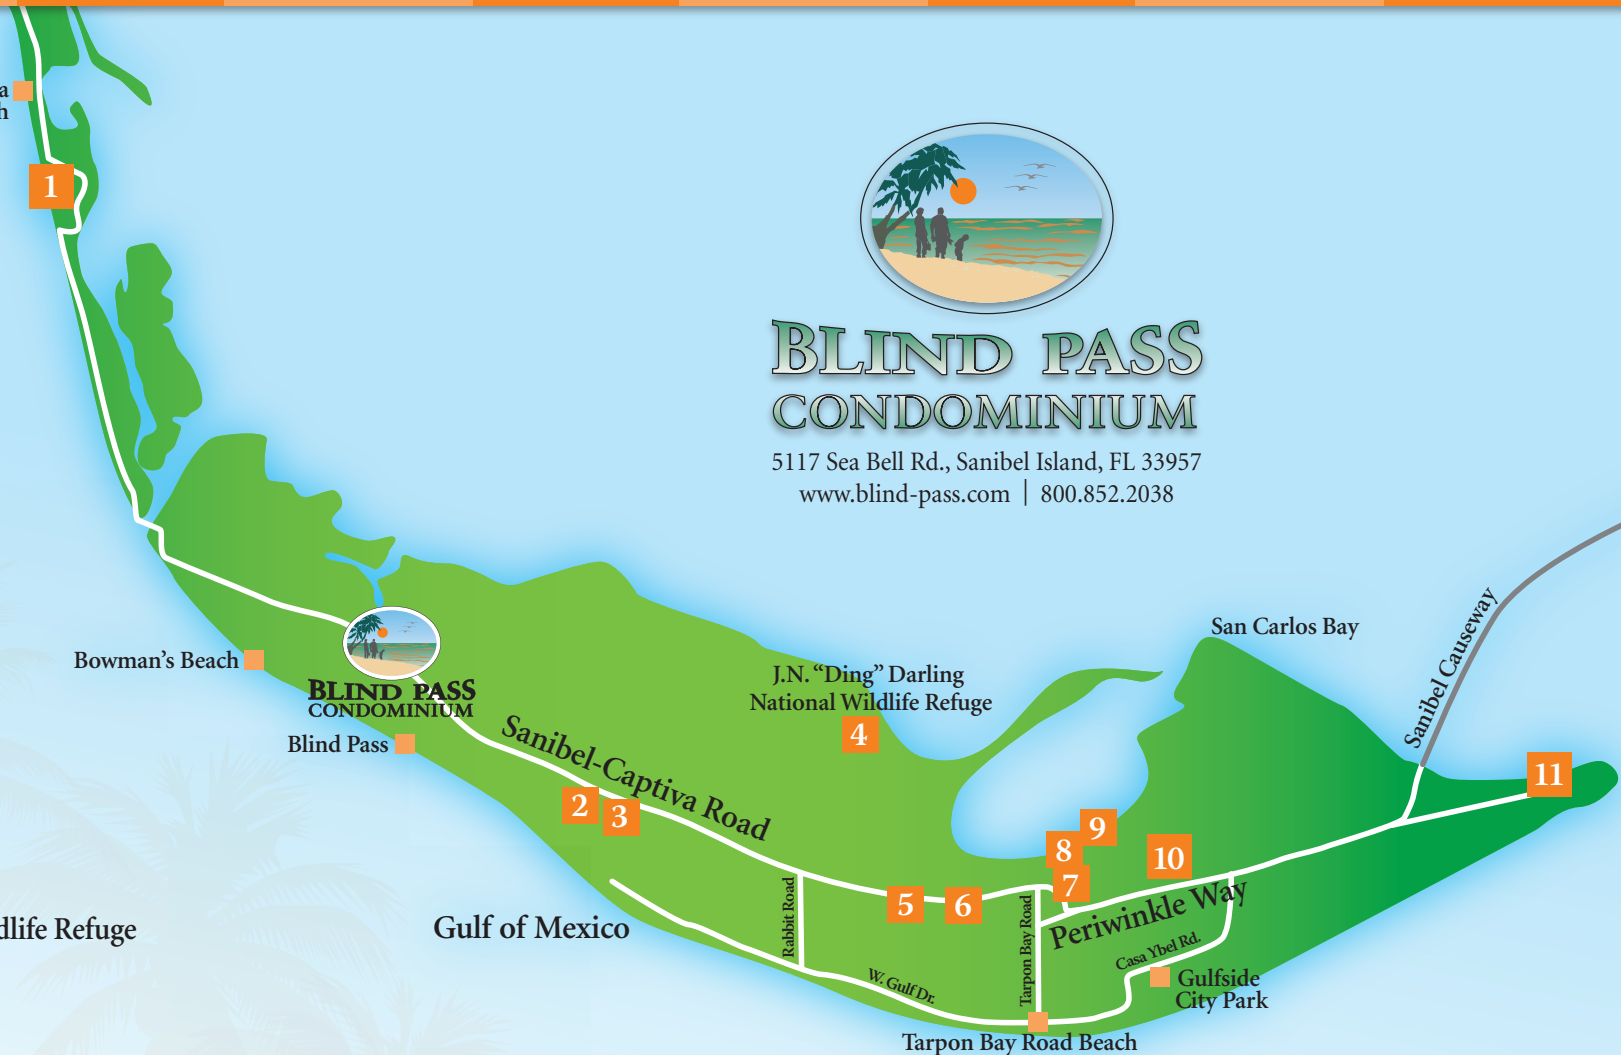 a
h
1
BLIND PASS
CONDOMINIUM
5117 Sea Bell Rd., Sanibel Island, FL 33957
www.blind-pass.com | 800.852.2038
San Carlos Bay
Sanibel Causeway
Bowman's Beach
J.N. “Ding” Darling
National Wildlife Refuge
4
BLIND PASS
CONDOMINIUM
Blind Pass
Sanibel-Captiva Road
2
3
11
9
8
10
7
5
6
Rabbit Road
Tarpon Bay Road
Periwinkle Way
Casa Ybel Rd.
dlife Refuge
Gulf of Mexico
W. Gulf Dr.
Gulfside
City Park
Tarpon Bay Road Beach